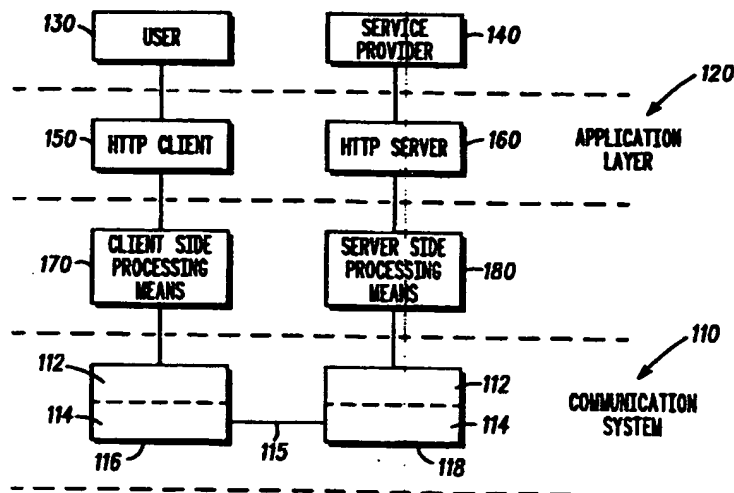 130
USER
SERVICE
PROVIDER
140
120
150
HTTP CLIENT
HTTP SERVER
160
APPLICATION
LAYER
170
CLIENT SIDE
PROCESSING
MEANS
SERVER SIDE
PROCESSING
MEANS
180
110
112
112
114
114
COMMUNICATION
SYSTEM
116
115
118